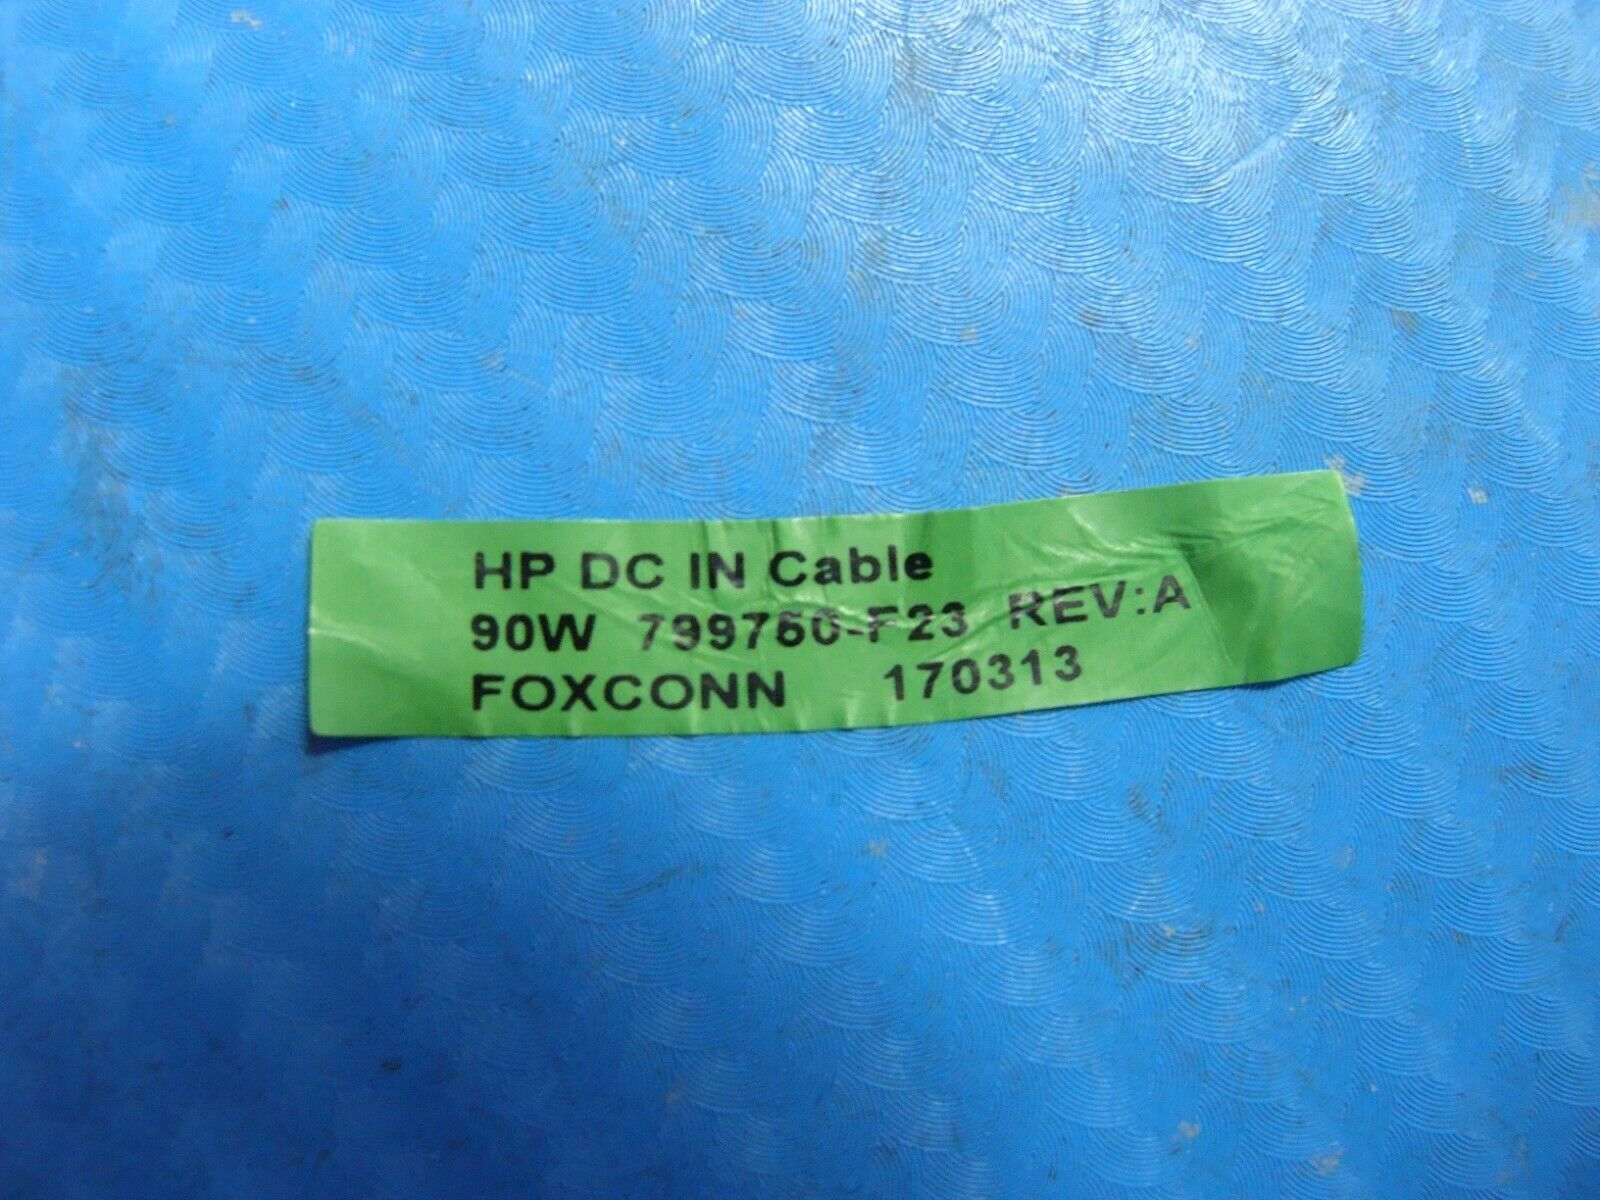 HP DC IN Cable
90W 799750-F23 REV:A
FOXCONN 170313